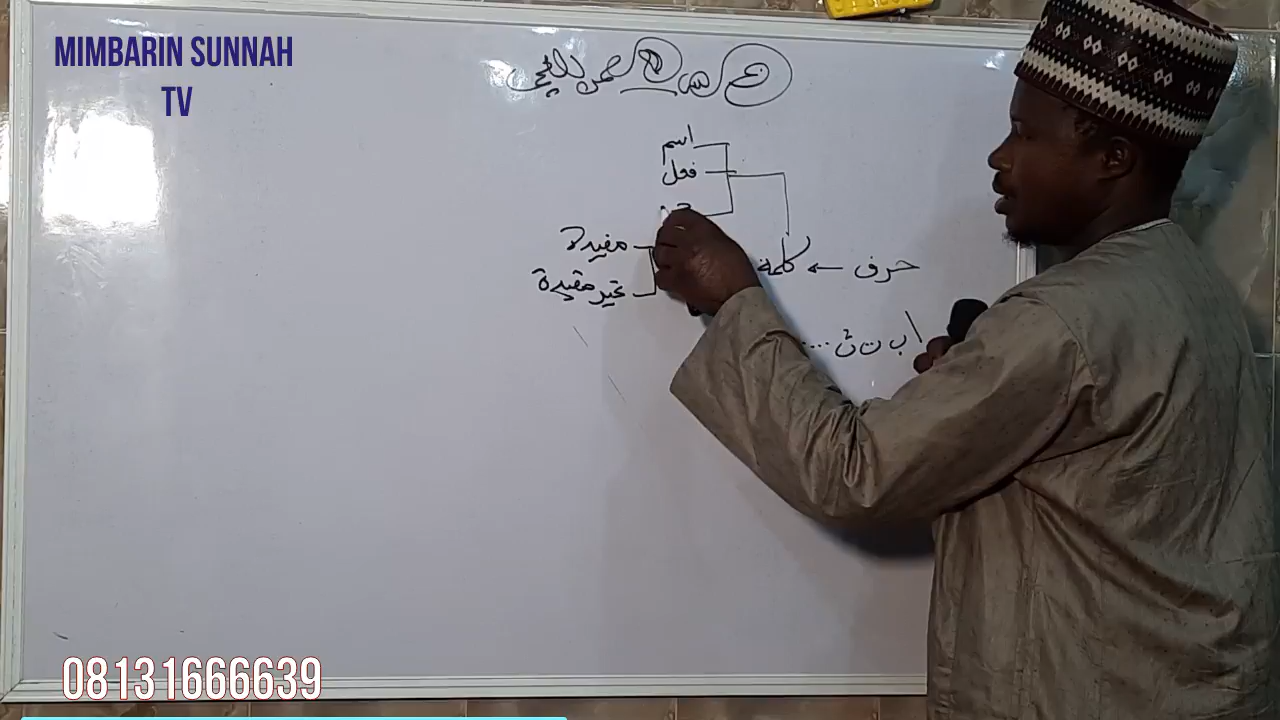 MIMBARIN SUNNAH
TV
اسم
فعل
مفيدة
حرف ← كلمة
غير مفيدة
ا ب ت ث ....
08131666639